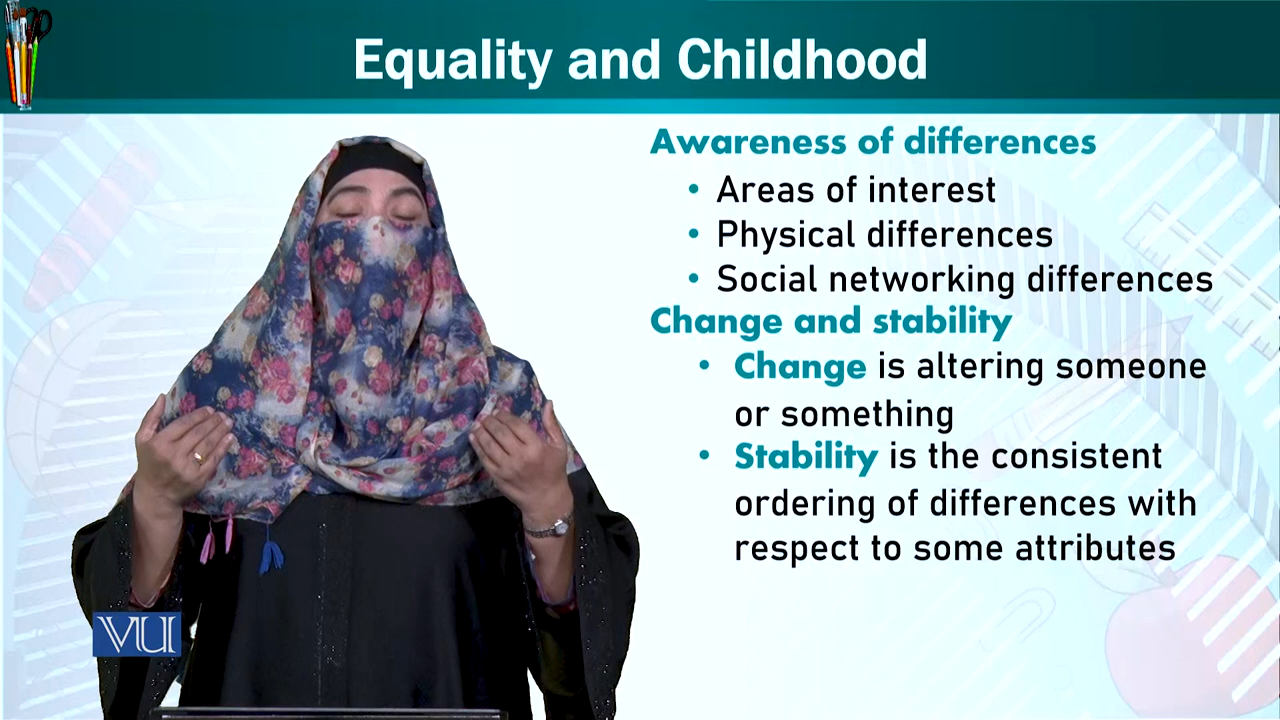 Equality and Childhood
Awareness of differences
• Areas of interest
• Physical differences
• Social networking differences
Change and stability
• Change is altering someone
or something
• Stability is the consistent
ordering of differences with
respect to some attributes
VU